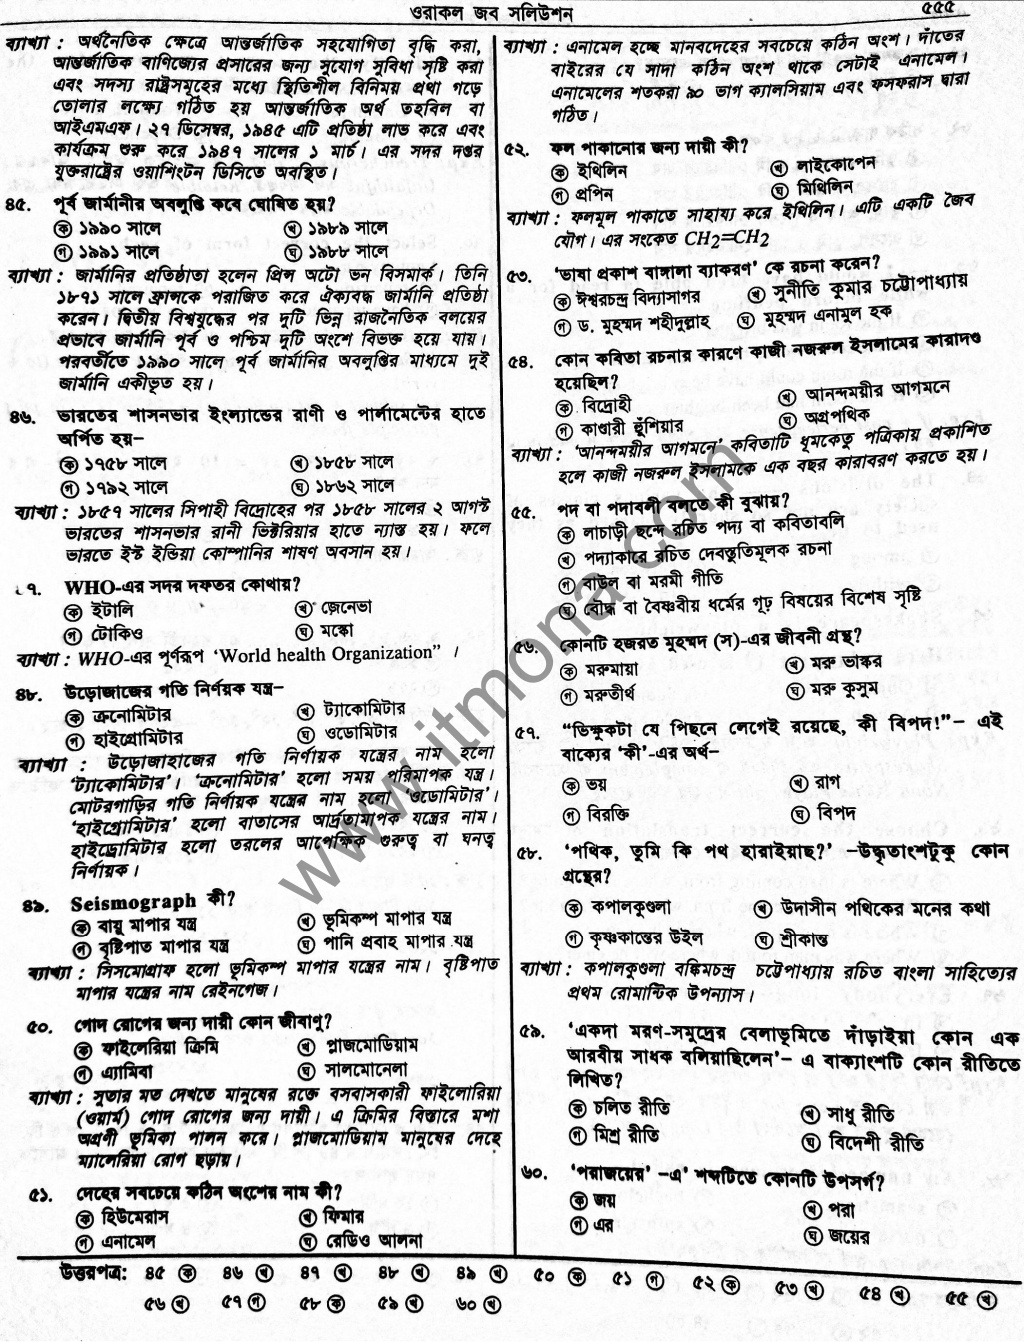 ওরাকল জব সলিউশন
৫৫৫
ব্যাখ্যা : অর্থনৈতিক ক্ষেত্রে আন্তর্জাতিক সহযোগিতা বৃদ্ধি করা,
আন্তর্জাতিক বাণিজ্যের প্রসারের জন্য সুযোগ সুবিধা সৃষ্টি করা
এবং সদস্য রাষ্ট্রসমূহের মধ্যে স্থিতিশীল বিনিময় প্রথা গড়ে
তোলার লক্ষ্যে গঠিত হয় আন্তর্জাতিক অর্থ তহবিল বা
আইএমএফ। ২৭ ডিসেম্বর, ১৯৪৫ এটি প্রতিষ্ঠা লাভ করে এবং
কার্যক্রম শুরু করে ১৯৪৭ সালের ১ মার্চ। এর সদর দপ্তর
যুক্তরাষ্ট্রের ওয়াশিংটন ডিসিতে অবস্থিত।
৪৫. পূর্ব জার্মানীর অবলুপ্তি কবে ঘোষিত হয়?
ক ১৯৯০ সালে খ ১৯৮৯ সালে
গ ১৯৯১ সালে ঘ ১৯৮৮ সালে
ব্যাখ্যা : জার্মানির প্রতিষ্ঠাতা হলেন প্রিন্স অটো ভন বিসমার্ক। তিনি
১৮৭১ সালে ফ্রান্সকে পরাজিত করে ঐক্যবদ্ধ জার্মানি প্রতিষ্ঠা
করেন। দ্বিতীয় বিশ্বযুদ্ধের পর দুটি ভিন্ন রাজনৈতিক বলয়ের
প্রভাবে জার্মানি পূর্ব ও পশ্চিম দুটি অংশে বিভক্ত হয়ে যায়।
পরবর্তীতে ১৯৯০ সালে পূর্ব জার্মানির অবলুপ্তির মাধ্যমে দুই
জার্মানি একীভূত হয়।
৪৬. ভারতের শাসনভার ইংল্যান্ডের রাণী ও পার্লামেন্টের হাতে
অর্পিত হয়–
ক ১৭৫৮ সালে খ ১৮৫৮ সালে
গ ১৭৯২ সালে ঘ ১৮৬২ সালে
ব্যাখ্যা : ১৮৫৭ সালের সিপাহী বিদ্রোহের পর ১৮৫৮ সালের ২ আগস্ট
ভারতের শাসনভার রানী ভিক্টরিয়ার হাতে ন্যাস্ত হয়। ফলে
ভারতে ইস্ট ইন্ডিয়া কোম্পানির শাষণ অবসান হয়।
৭. WHO-এর সদর দফতর কোথায়?
ক ইটালি খ জেনেভা
গ টোকিও ঘ মস্কো
ব্যাখ্যা : WHO-এর পূর্ণরূপ ‘World health Organization” ।
৪৮. উড়োজাজের গতি নির্ণয়ক যন্ত্র–
ক ক্রনোমিটার খ ট্যাকোমিটার
গ হাইগ্রোমিটার ঘ ওডোমিটার
ব্যাখ্যা : উড়োজাহাজের গতি নির্ণায়ক যন্ত্রের নাম হলো
‘ট্যাকোমিটার’। ‘ক্রনোমিটার’ হলো সময় পরিমাপক যন্ত্র।
মোটরগাড়ির গতি নির্ণায়ক যন্ত্রের নাম হলো ‘ওডোমিটার’।
‘হাইগ্রোমিটার’ হলো বাতাসের আর্দ্রতামাপক যন্ত্রের নাম।
হাইড্রোমিটার হলো তরলের আপেক্ষিক গুরুত্ব বা ঘনত্ব
নির্ণায়ক।
৪৯. Seismograph কী?
ক বায়ু মাপার যন্ত্র খ ভূমিকম্প মাপার যন্ত্র
গ বৃষ্টিপাত মাপার যন্ত্র ঘ পানি প্রবাহ মাপার যন্ত্র
ব্যাখ্যা : সিসমোগ্রাফ হলো ভূমিকম্প মাপার যন্ত্রের নাম। বৃষ্টিপাত
মাপার যন্ত্রের নাম রেইনগেজ।
৫০. গোদ রোগের জন্য দায়ী কোন জীবাণু?
ক ফাইলেরিয়া ক্রিমি খ প্লাজমোডিয়াম
গ এ্যামিবা ঘ সালমোনেলা
ব্যাখ্যা : সুতার মত দেখতে মানুষের রক্তে বসবাসকারী ফাইলোরিয়া
(ওয়ার্ম) গোদ রোগের জন্য দায়ী। এ ক্রিমির বিস্তারে মশা
অগ্রণী ভূমিকা পালন করে। প্লাজমোডিয়াম মানুষের দেহে
ম্যালেরিয়া রোগ ছড়ায়।
৫১. দেহের সবচেয়ে কঠিন অংশের নাম কী?
ক হিউমেরাস খ ফিমার
গ এনামেল ঘ রেডিও আলনা
ব্যাখ্যা : এনামেল হচ্ছে মানবদেহের সবচেয়ে কঠিন অংশ। দাঁতের
বাইরের যে সাদা কঠিন অংশ থাকে সেটাই এনামেল।
এনামেলের শতকরা ৯০ ভাগ ক্যালসিয়াম এবং ফসফরাস দ্বারা
গঠিত।
৫২. ফল পাকানোর জন্য দায়ী কী?
ক ইথিলিন খ লাইকোপেন
গ প্রপিন ঘ মিথিলিন
ব্যাখ্যা : ফলমূল পাকাতে সাহায্য করে ইথিলিন। এটি একটি জৈব
যৌগ। এর সংকেত CH2=CH2
৫৩. ‘ভাষা প্রকাশ বাঙ্গালা ব্যাকরণ’ কে রচনা করেন?
ক ঈশ্বরচন্দ্র বিদ্যাসাগর খ সুনীতি কুমার চট্টোপাধ্যায়
গ ড. মুহম্মদ শহীদুল্লাহ ঘ মুহম্মদ এনামুল হক
৫৪. কোন কবিতা রচনার কারণে কাজী নজরুল ইসলামের কারাদণ্ড
হয়েছিল?
ক বিদ্রোহী খ আনন্দময়ীর আগমনে
গ কাণ্ডারী হুঁশিয়ার ঘ অগ্রপথিক
ব্যাখ্যা : ‘আনন্দময়ীর আগমনে’ কবিতাটি ধূমকেতু পত্রিকায় প্রকাশিত
হলে কাজী নজরুল ইসলামকে এক বছর কারাবরণ করতে হয়।
৫৫. পদ বা পদাবলী বলতে কী বুঝায়?
ক লাচাড়ী ছন্দে রচিত পদ্য বা কবিতাবলি
খ পদ্যাকারে রচিত দেবস্তুতিমূলক রচনা
গ বাউল বা মরমী গীতি
ঘ বৌদ্ধ বা বৈষ্ণবীয় ধর্মের গূঢ় বিষয়ের বিশেষ সৃষ্টি
৫৬. কোনটি হজরত মুহম্মদ (স)-এর জীবনী গ্রন্থ?
ক মরুমায়া খ মরু ভাস্কর
গ মরুতীর্থ ঘ মরু কুসুম
৫৭. “ভিক্ষুকটা যে পিছনে লেগেই রয়েছে, কী বিপদ!”– এই
বাক্যের ‘কী’-এর অর্থ–
ক ভয় খ রাগ
গ বিরক্তি ঘ বিপদ
৫৮. ‘পথিক, তুমি কি পথ হারাইয়াছ?’ –উদ্ধৃতাংশটুকু কোন
গ্রন্থের?
ক কপালকুণ্ডলা খ উদাসীন পথিকের মনের কথা
গ কৃষ্ণকান্তের উইল ঘ শ্রীকান্ত
ব্যাখ্যা : কপালকুণ্ডলা বঙ্কিমচন্দ্র চট্টোপাধ্যায় রচিত বাংলা সাহিত্যের
প্রথম রোমান্টিক উপন্যাস।
৫৯. ‘একদা মরণ-সমুদ্রের বেলাভূমিতে দাঁড়াইয়া কোন এক
আরবীয় সাধক বলিয়াছিলেন’– এ বাক্যাংশটি কোন রীতিতে
লিখিত?
ক চলিত রীতি খ সাধু রীতি
গ মিশ্র রীতি ঘ বিদেশী রীতি
৬০. ‘পরাজয়ের’ –এ’ শব্দটিতে কোনটি উপসর্গ?
ক জয় খ পরা
গ এর ঘ জয়ের
উত্তরপত্র: ৪৫ ক ৪৬ খ ৪৭ খ ৪৮ খ ৪৯ খ ৫০ ক ৫১ গ ৫২ ক ৫৩ খ ৫৪ খ ৫৫ খ
৫৬ খ ৫৭ গ ৫৮ ক ৫৯ খ ৬০ খ
www.itmona.com